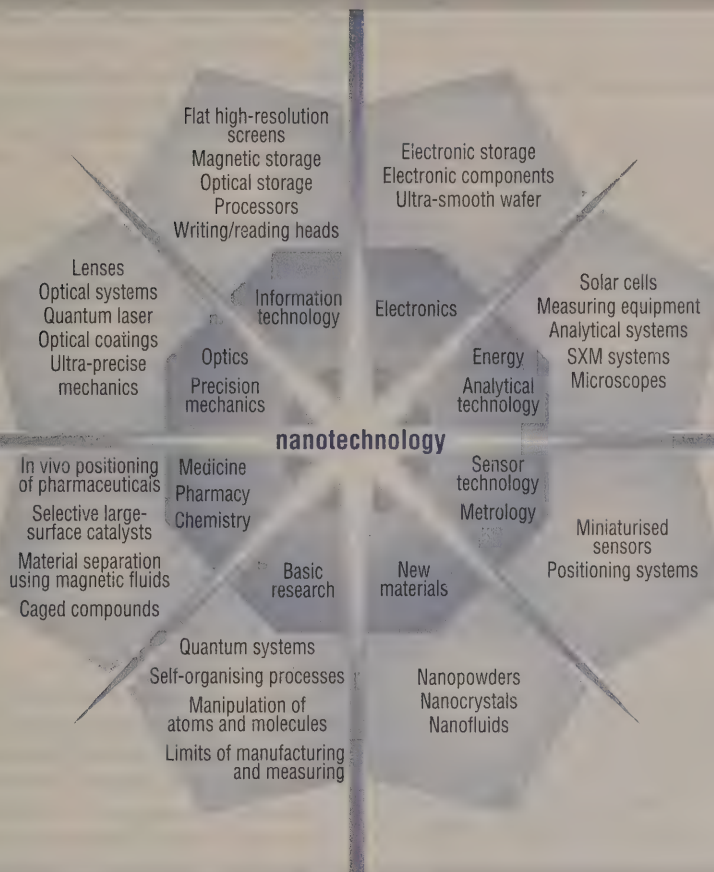 Flat high-resolution
screens
Magnetic storage
Optical storage
Processors
Writing/reading heads
Electronic storage
Electronic components
Ultra-smooth wafer
Lenses
Optical systems
Quantum laser
Optical coatings
Ultra-precise
mechanics
Information
technology
Electronics
Solar cells
Measuring equipment
Analytical systems
SXM systems
Microscopes
Optics
Precision
mechanics
Energy
Analytical
technology
nanotechnology
In vivo positioning
of pharmaceuticals
Selective large-
surface catalysts
Material separation
using magnetic fluids
Caged compounds
Medicine
Pharmacy
Chemistry
Sensor
technology
Metrology
Miniaturised
sensors
Positioning systems
Basic
research
New
materials
Quantum systems
Self-organising processes
Manipulation of
atoms and molecules
Limits of manufacturing
and measuring
Nanopowders
Nanocrystals
Nanofluids